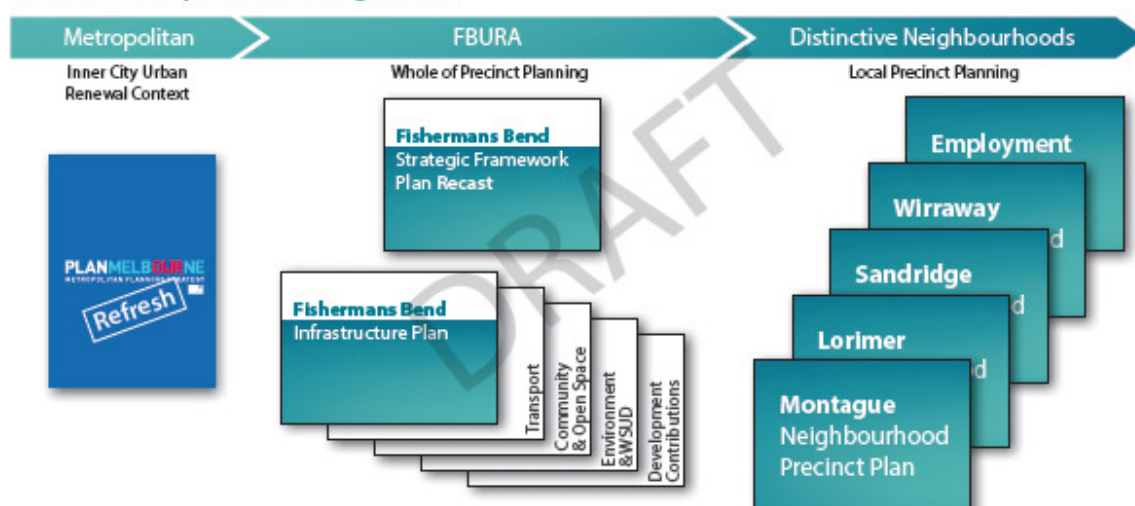 Metropolitan
FBURA
Distinctive Neighbourhoods
Inner City Urban
Renewal Context
Whole of Precinct Planning
Local Precinct Planning
PLANMELBOURNE
METROPOLITAN PLANNING STRATEGY
Refresh
Fishermans Bend
Strategic Framework
Plan Recast
Fishermans Bend
Infrastructure Plan
Transport
Community
& Open Space
Environment
&WSUD
Development
Contributions
Employment
Wirraway
d
Sandridge
d
Lorimer
od
Montague
Neighbourhood
Precinct Plan
DRAFT